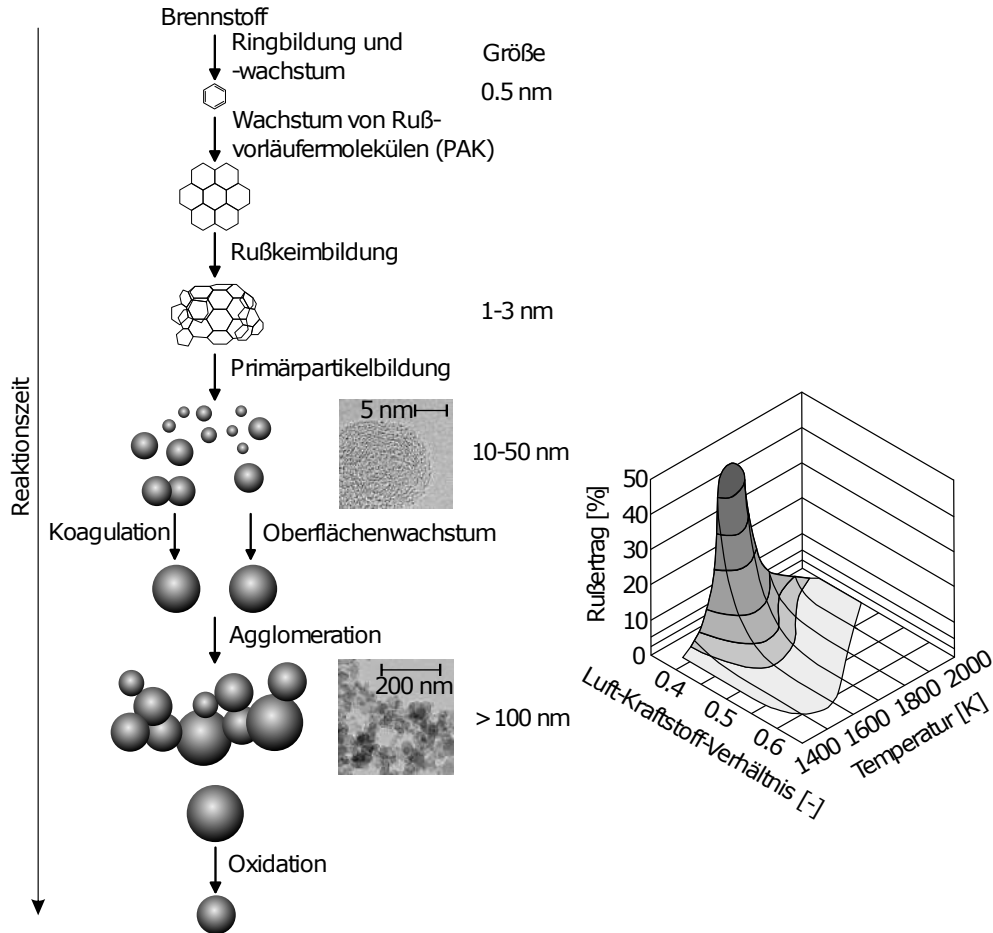 Brennstoff
Ringbildung und
-wachstum
Größe
0.5 nm
Wachstum von Ruß-
vorläufermolekülen (PAK)
Rußkeimbildung
1-3 nm
Primärpartikelbildung
5 nm
10-50 nm
Koagulation
Oberflächenwachstum
Agglomeration
200 nm
> 100 nm
Oxidation
Reaktionszeit
Rußertrag [%]
50
40
30
20
10
0
0.4
0.5
0.6
Luft-Kraftstoff-Verhältnis [-]
1400
1600
1800
2000
Temperatur [K]